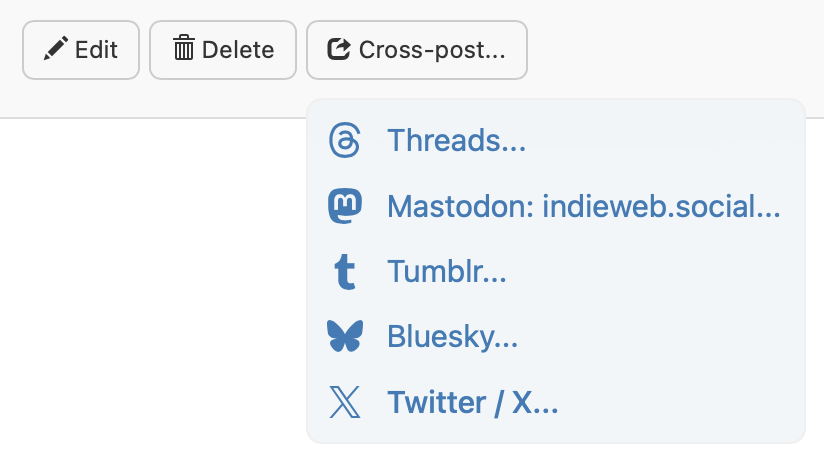 Edit Delete Cross-post...
Threads...
Mastodon: indieweb.social...
Tumblr...
Bluesky...
Twitter / X...